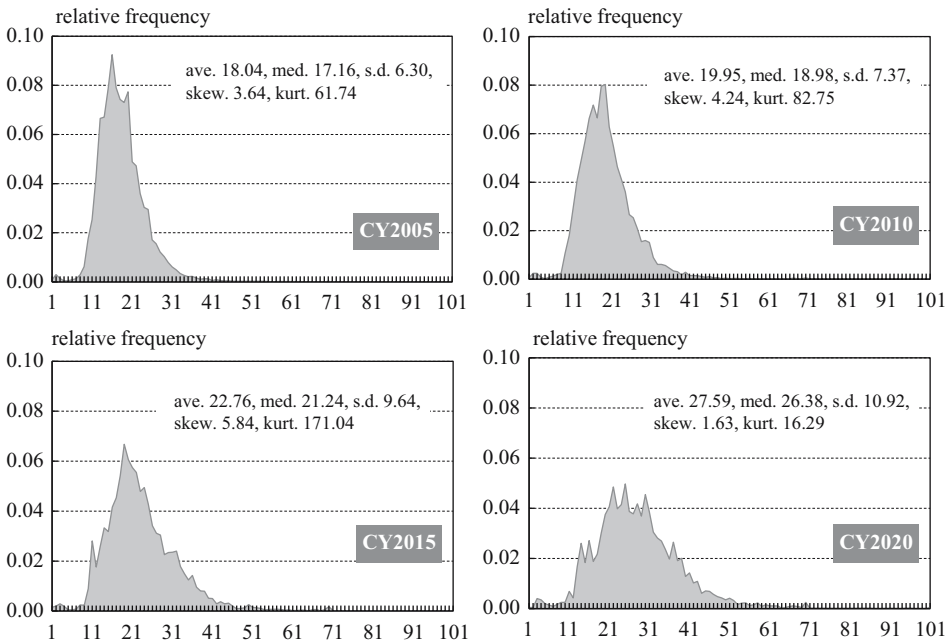 relative frequency
0.10
0.08
0.06
0.04
0.02
0.00
ave. 18.04, med. 17.16, s.d. 6.30,
skew. 3.64, kurt. 61.74
CY2005
1 11 21 31 41 51 61 71 81 91 101
relative frequency
0.10
0.08
0.06
0.04
0.02
0.00
ave. 19.95, med. 18.98, s.d. 7.37,
skew. 4.24, kurt. 82.75
CY2010
1 11 21 31 41 51 61 71 81 91 101
relative frequency
0.10
0.08
0.06
0.04
0.02
0.00
ave. 22.76, med. 21.24, s.d. 9.64,
skew. 5.84, kurt. 171.04
CY2015
1 11 21 31 41 51 61 71 81 91 101
relative frequency
0.10
0.08
0.06
0.04
0.02
0.00
ave. 27.59, med. 26.38, s.d. 10.92,
skew. 1.63, kurt. 16.29
CY2020
1 11 21 31 41 51 61 71 81 91 101